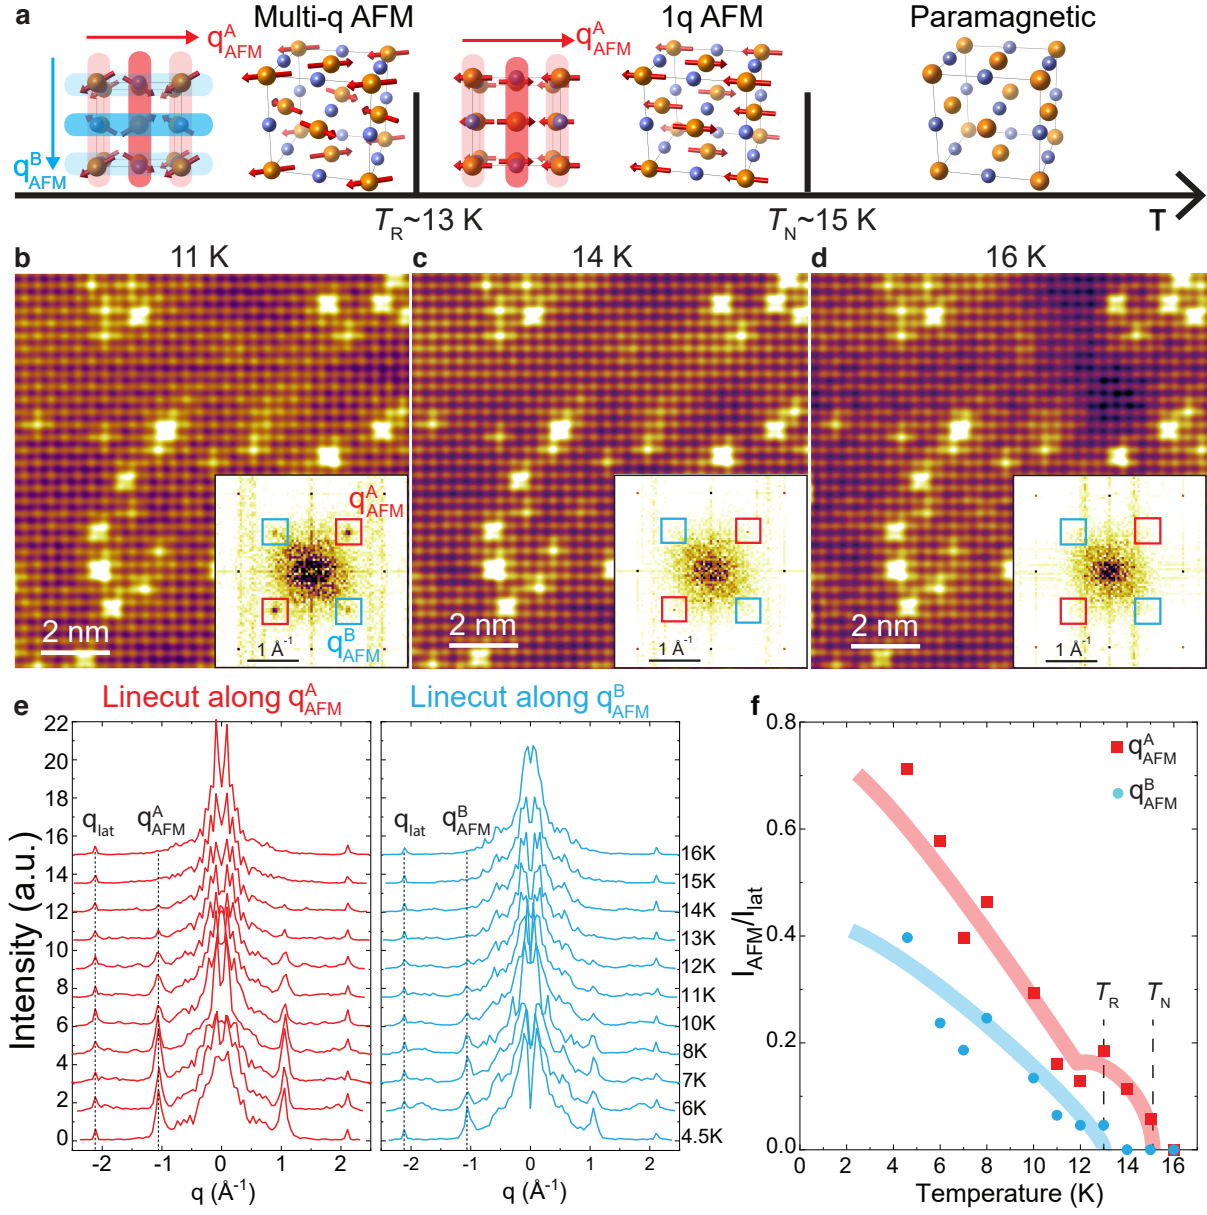 a Multi-q AFM 1q AFM Paramagnetic
q^A_AFM q^A_AFM
q^B_AFM
T_R~13 K T_N~15 K T
b 11 K c 14 K d 16 K
q^A_AFM
q^B_AFM
2 nm 1 Å⁻¹ 2 nm 1 Å⁻¹ 2 nm 1 Å⁻¹
e Linecut along q^A_AFM Linecut along q^B_AFM
Intensity (a.u.)
22
20
18
16
14
12
10
8
6
4
2
0
q_lat q^A_AFM
-2 -1 0 1 2
q (Å⁻¹)
q_lat q^B_AFM
16K
15K
14K
13K
12K
11K
10K
8K
7K
6K
4.5K
-2 -1 0 1 2
q (Å⁻¹)
f
I_AFM/I_lat
0.8
0.6
0.4
0.2
0.0
q^A_AFM
q^B_AFM
T_R T_N
0 2 4 6 8 10 12 14 16
Temperature (K)